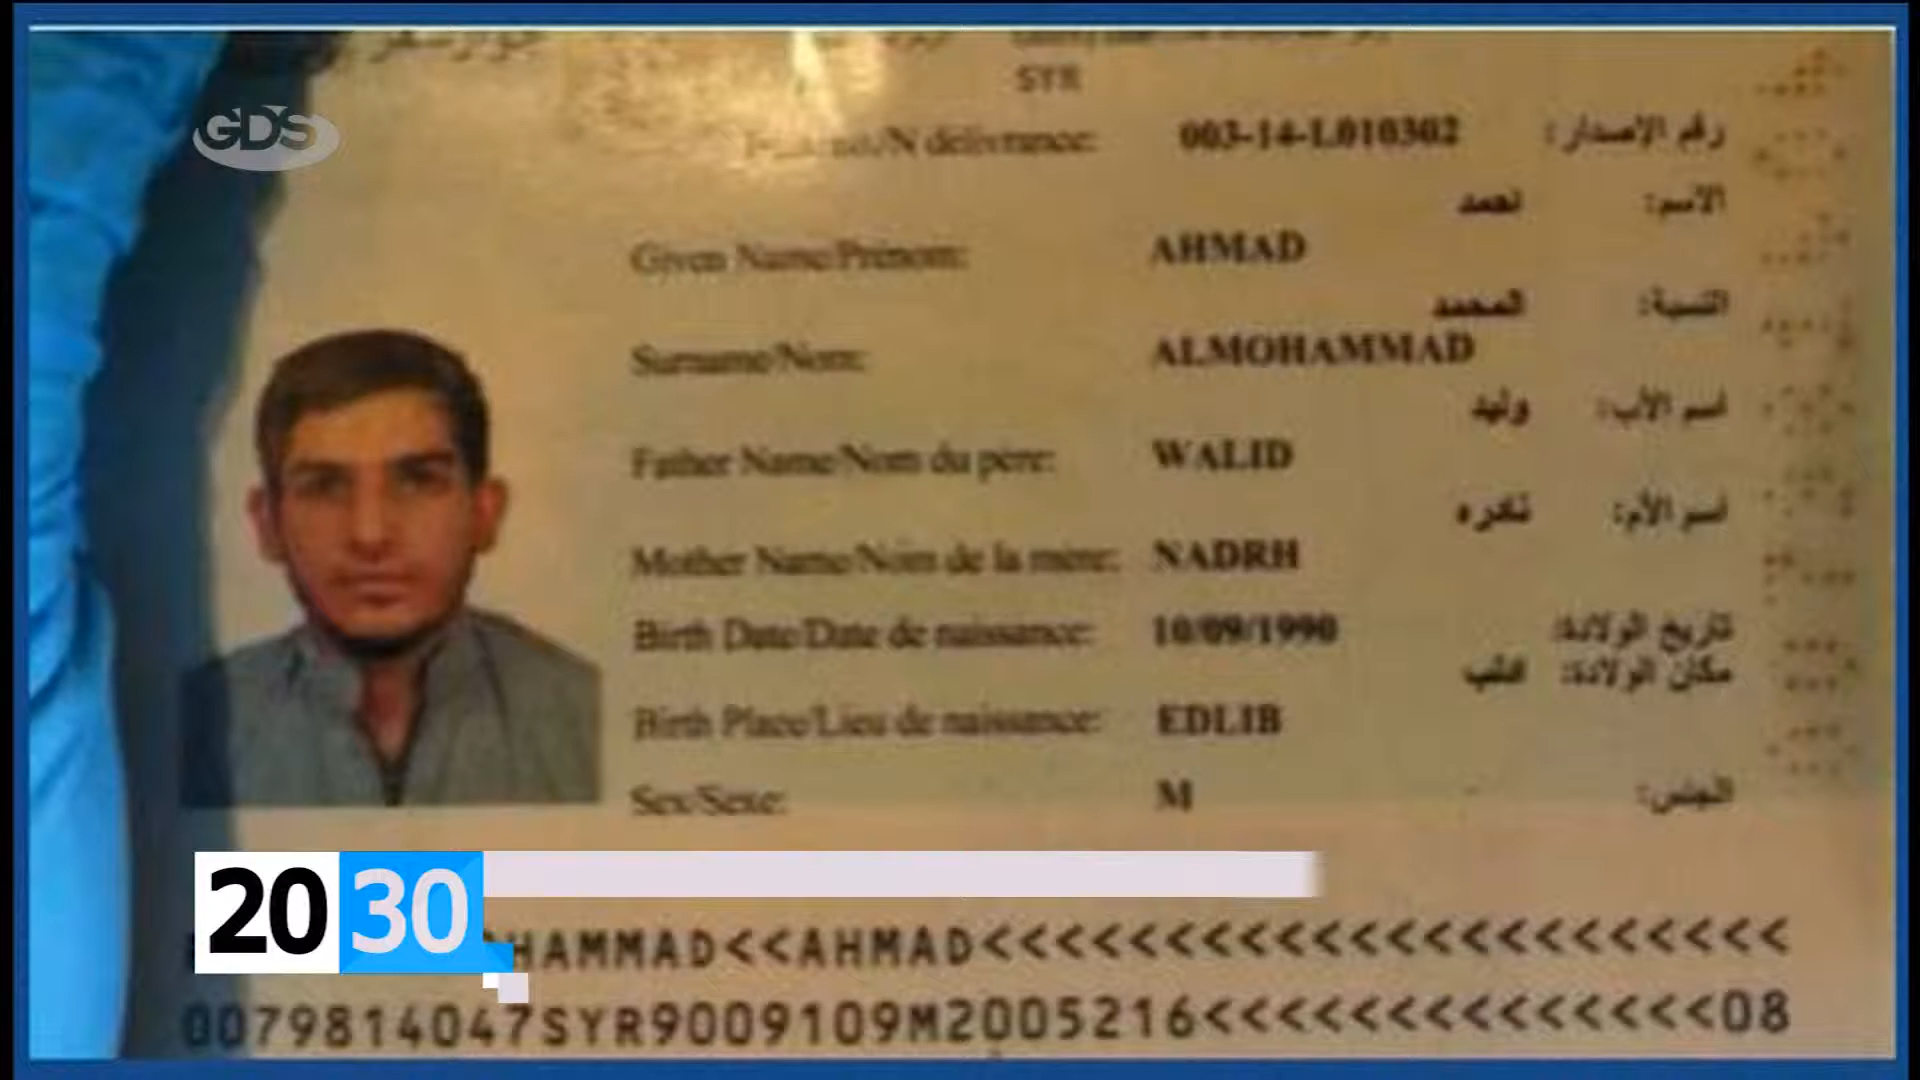 GDS
SYR
N délivrance: 003-14-L010302 رقم الاصدار:
احمد الاسم:
Given Name/Prénom: AHMAD
المحمد النسبة:
Surname/Nom: ALMOHAMMAD
وليد اسم الأب:
Father Name/Nom du père: WALID
اسم الأم:
Mother Name/Nom de la mère: NADRH
Birth Date/Date de naissance: 10/09/1990 تاريخ الولادة:
ادلب مكان الولادة:
Birth Place/Lieu de naissance: EDLIB
Sex/Sexe: M الجنس:
2030
HAMMAD<<AHMAD<<<<<<<<<<<<<<<<<<<<<<
0079814047SYR9009109M2005216<<<<<<<<<<<<<<08